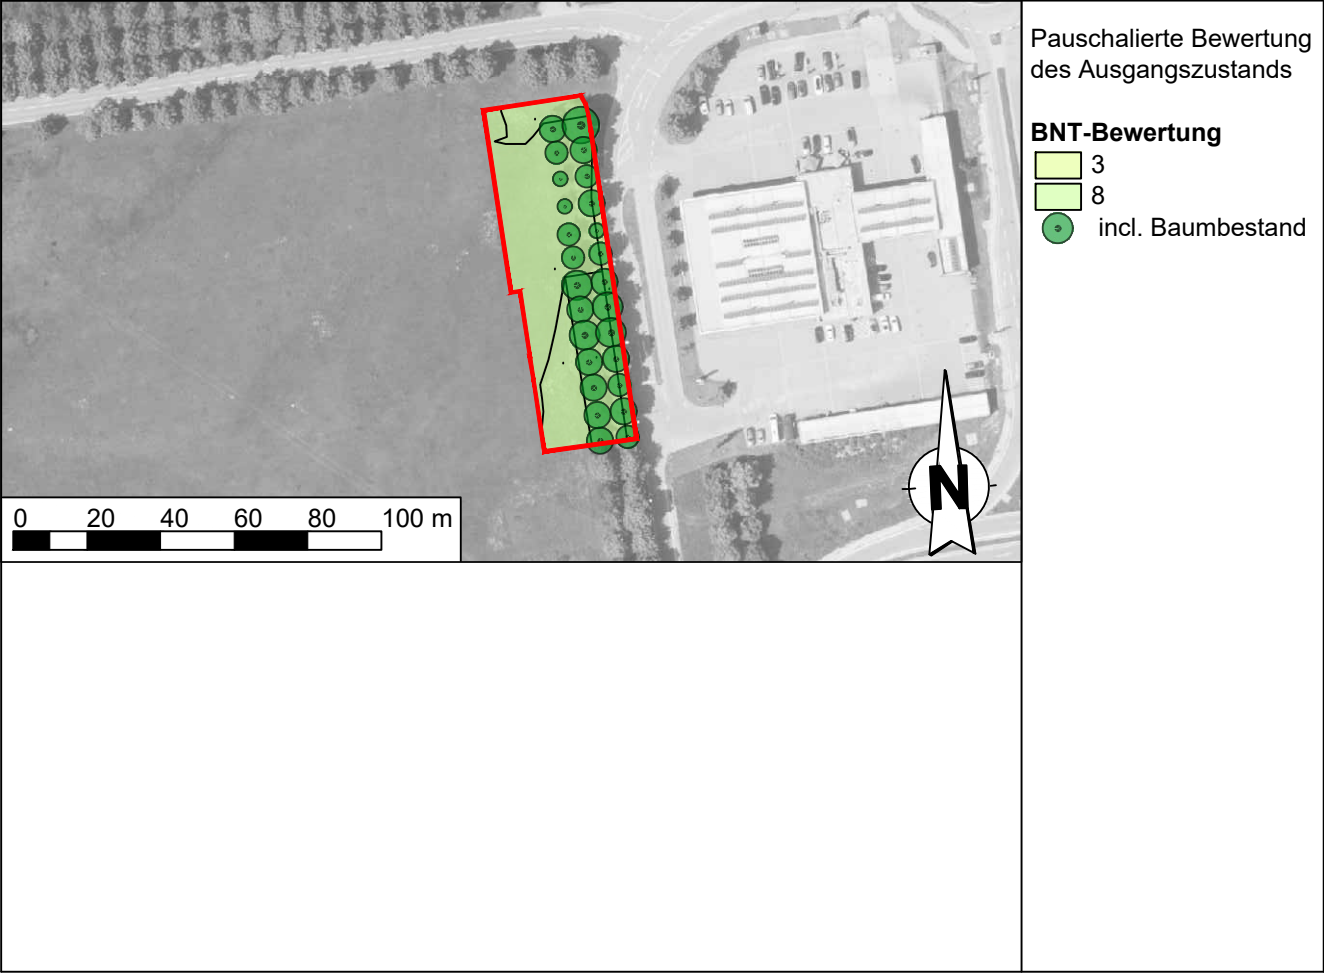 Pauschalierte Bewertung
des Ausgangszustands
BNT-Bewertung
3
8
incl. Baumbestand
N
0 20 40 60 80 100 m